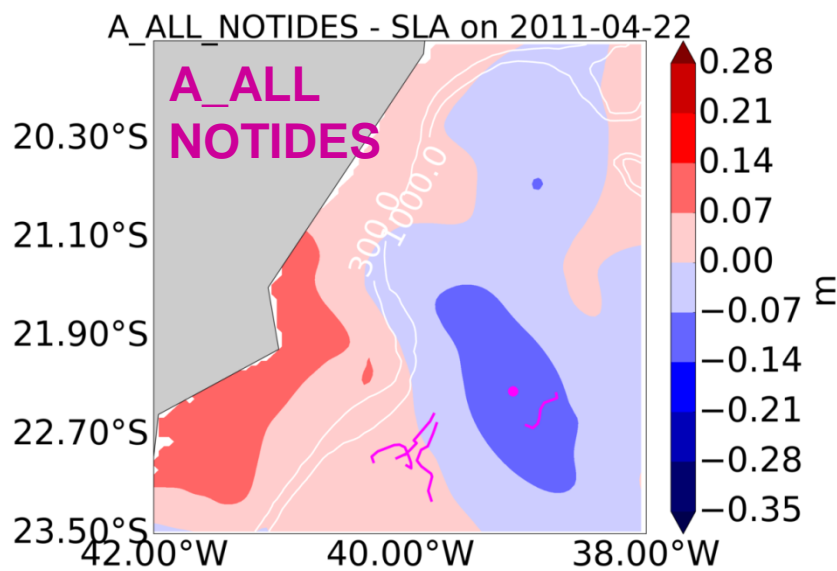 A_ALL_NOTIDES - SLA on 2011-04-22
A_ALL
NOTIDES
20.30°S
21.10°S
21.90°S
22.70°S
23.50°S
42.00°W
40.00°W
38.00°W
300.0
1000.0
0.28
0.21
0.14
0.07
0.00
−0.07
−0.14
−0.21
−0.28
−0.35
m